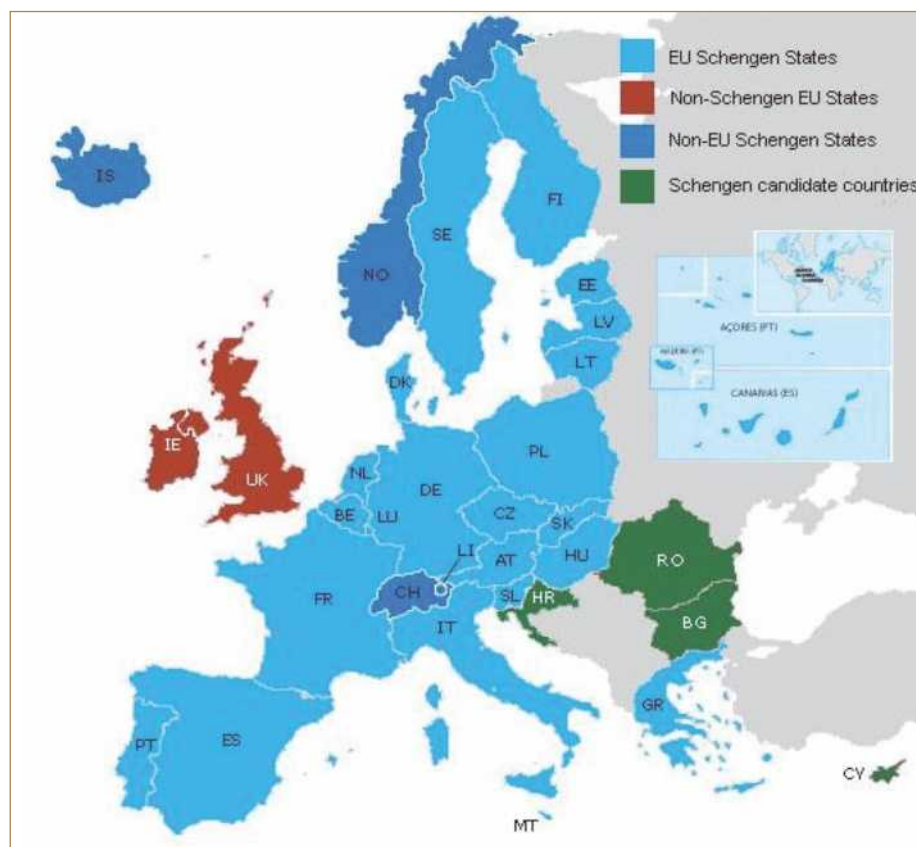 EU Schengen States
Non-Schengen EU States
Non-EU Schengen States
Schengen candidate countries
IS
FI
SE
NO
EE
LV
AÇORES (PT)
LT
DK
CANARIAS (ES)
IE
PL
NL
UK
DE
BE
LU
CZ
SK
LI
AT
HU
RO
FR
CH
SL
HR
IT
BG
GR
PT
ES
CY
MT